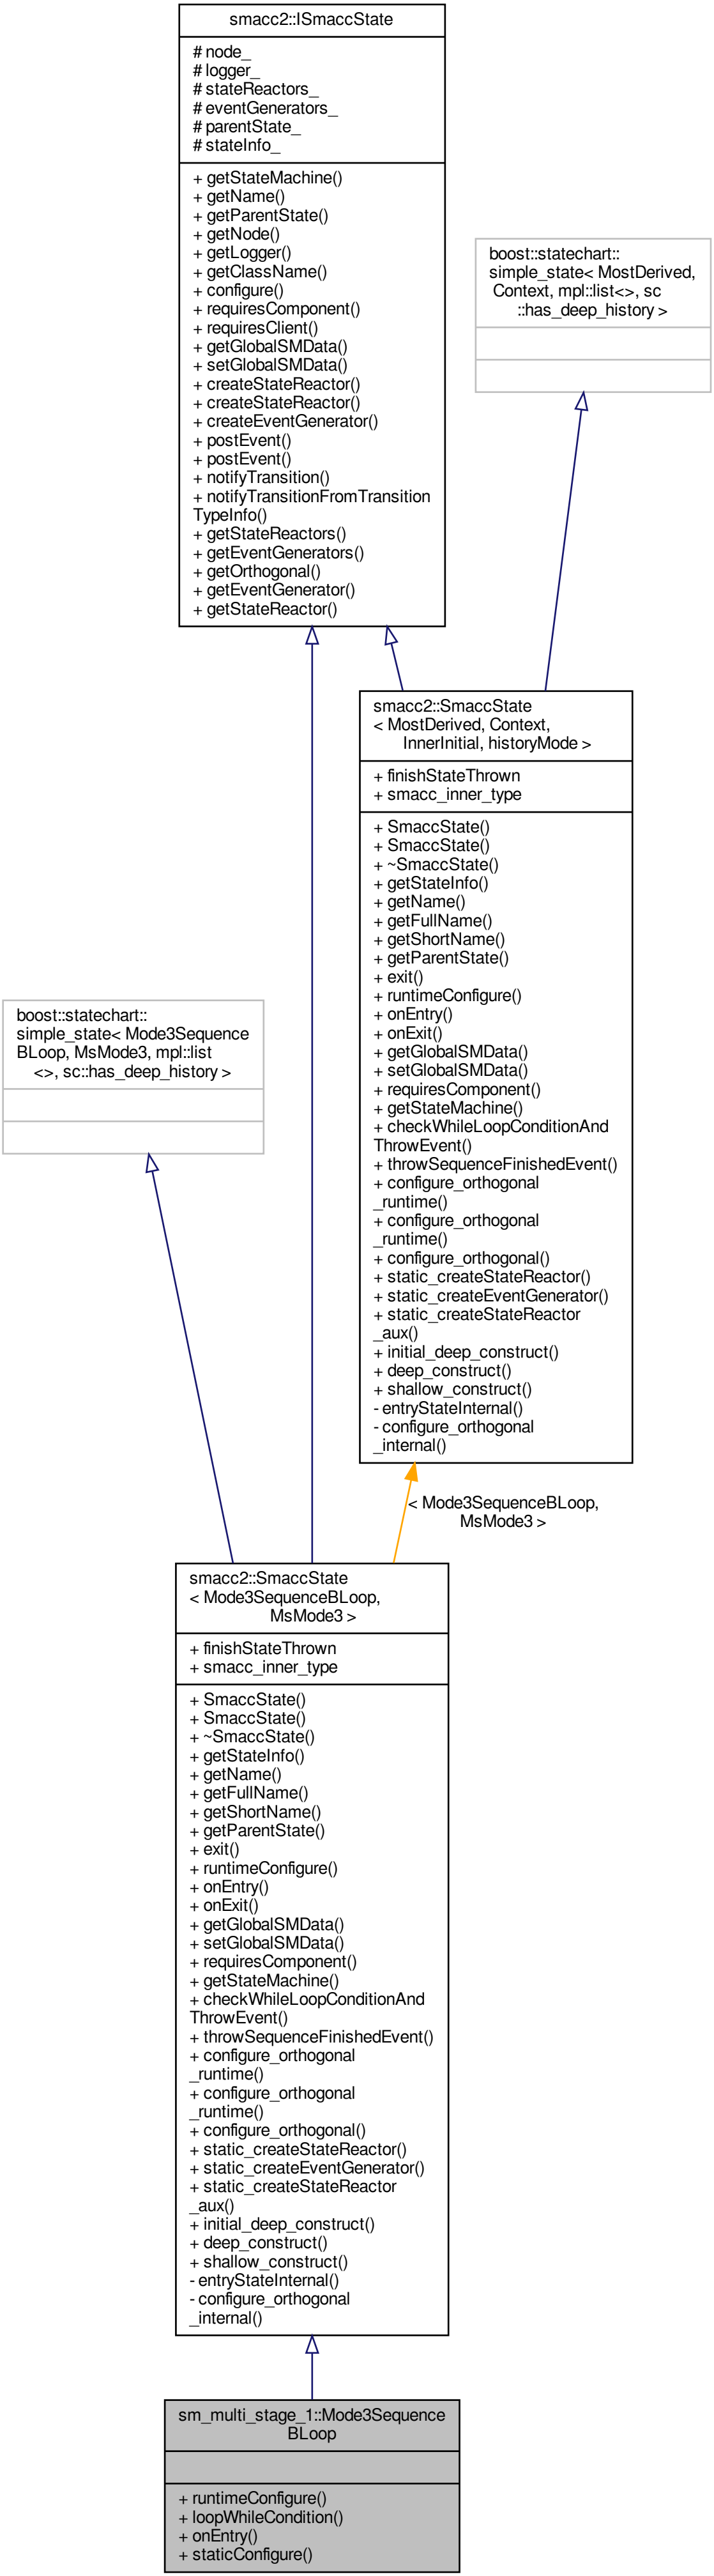 smacc2::ISmaccState
# node_
# logger_
# stateReactors_
# eventGenerators_
# parentState_
# stateInfo_
+ getStateMachine()
+ getName()
+ getParentState()
+ getNode()
+ getLogger()
+ getClassName()
+ configure()
+ requiresComponent()
+ requiresClient()
+ getGlobalSMData()
+ setGlobalSMData()
+ createStateReactor()
+ createStateReactor()
+ createEventGenerator()
+ postEvent()
+ postEvent()
+ notifyTransition()
+ notifyTransitionFromTransition
TypeInfo()
+ getStateReactors()
+ getEventGenerators()
+ getOrthogonal()
+ getEventGenerator()
+ getStateReactor()
boost::statechart::
simple_state< MostDerived,
Context, mpl::list<>, sc
::has_deep_history >
smacc2::SmaccState
< MostDerived, Context,
InnerInitial, historyMode >
+ finishStateThrown
+ smacc_inner_type
+ SmaccState()
+ SmaccState()
+ ~SmaccState()
+ getStateInfo()
+ getName()
+ getFullName()
+ getShortName()
+ getParentState()
+ exit()
+ runtimeConfigure()
+ onEntry()
+ onExit()
+ getGlobalSMData()
+ setGlobalSMData()
+ requiresComponent()
+ getStateMachine()
+ checkWhileLoopConditionAnd
ThrowEvent()
+ throwSequenceFinishedEvent()
+ configure_orthogonal
_runtime()
+ configure_orthogonal
_runtime()
+ configure_orthogonal()
+ static_createStateReactor()
+ static_createEventGenerator()
+ static_createStateReactor
_aux()
+ initial_deep_construct()
+ deep_construct()
+ shallow_construct()
- entryStateInternal()
- configure_orthogonal
_internal()
boost::statechart::
simple_state< Mode3Sequence
BLoop, MsMode3, mpl::list
<>, sc::has_deep_history >
< Mode3SequenceBLoop,
MsMode3 >
smacc2::SmaccState
< Mode3SequenceBLoop,
MsMode3 >
+ finishStateThrown
+ smacc_inner_type
+ SmaccState()
+ SmaccState()
+ ~SmaccState()
+ getStateInfo()
+ getName()
+ getFullName()
+ getShortName()
+ getParentState()
+ exit()
+ runtimeConfigure()
+ onEntry()
+ onExit()
+ getGlobalSMData()
+ setGlobalSMData()
+ requiresComponent()
+ getStateMachine()
+ checkWhileLoopConditionAnd
ThrowEvent()
+ throwSequenceFinishedEvent()
+ configure_orthogonal
_runtime()
+ configure_orthogonal
_runtime()
+ configure_orthogonal()
+ static_createStateReactor()
+ static_createEventGenerator()
+ static_createStateReactor
_aux()
+ initial_deep_construct()
+ deep_construct()
+ shallow_construct()
- entryStateInternal()
- configure_orthogonal
_internal()
sm_multi_stage_1::Mode3Sequence
BLoop
+ runtimeConfigure()
+ loopWhileCondition()
+ onEntry()
+ staticConfigure()